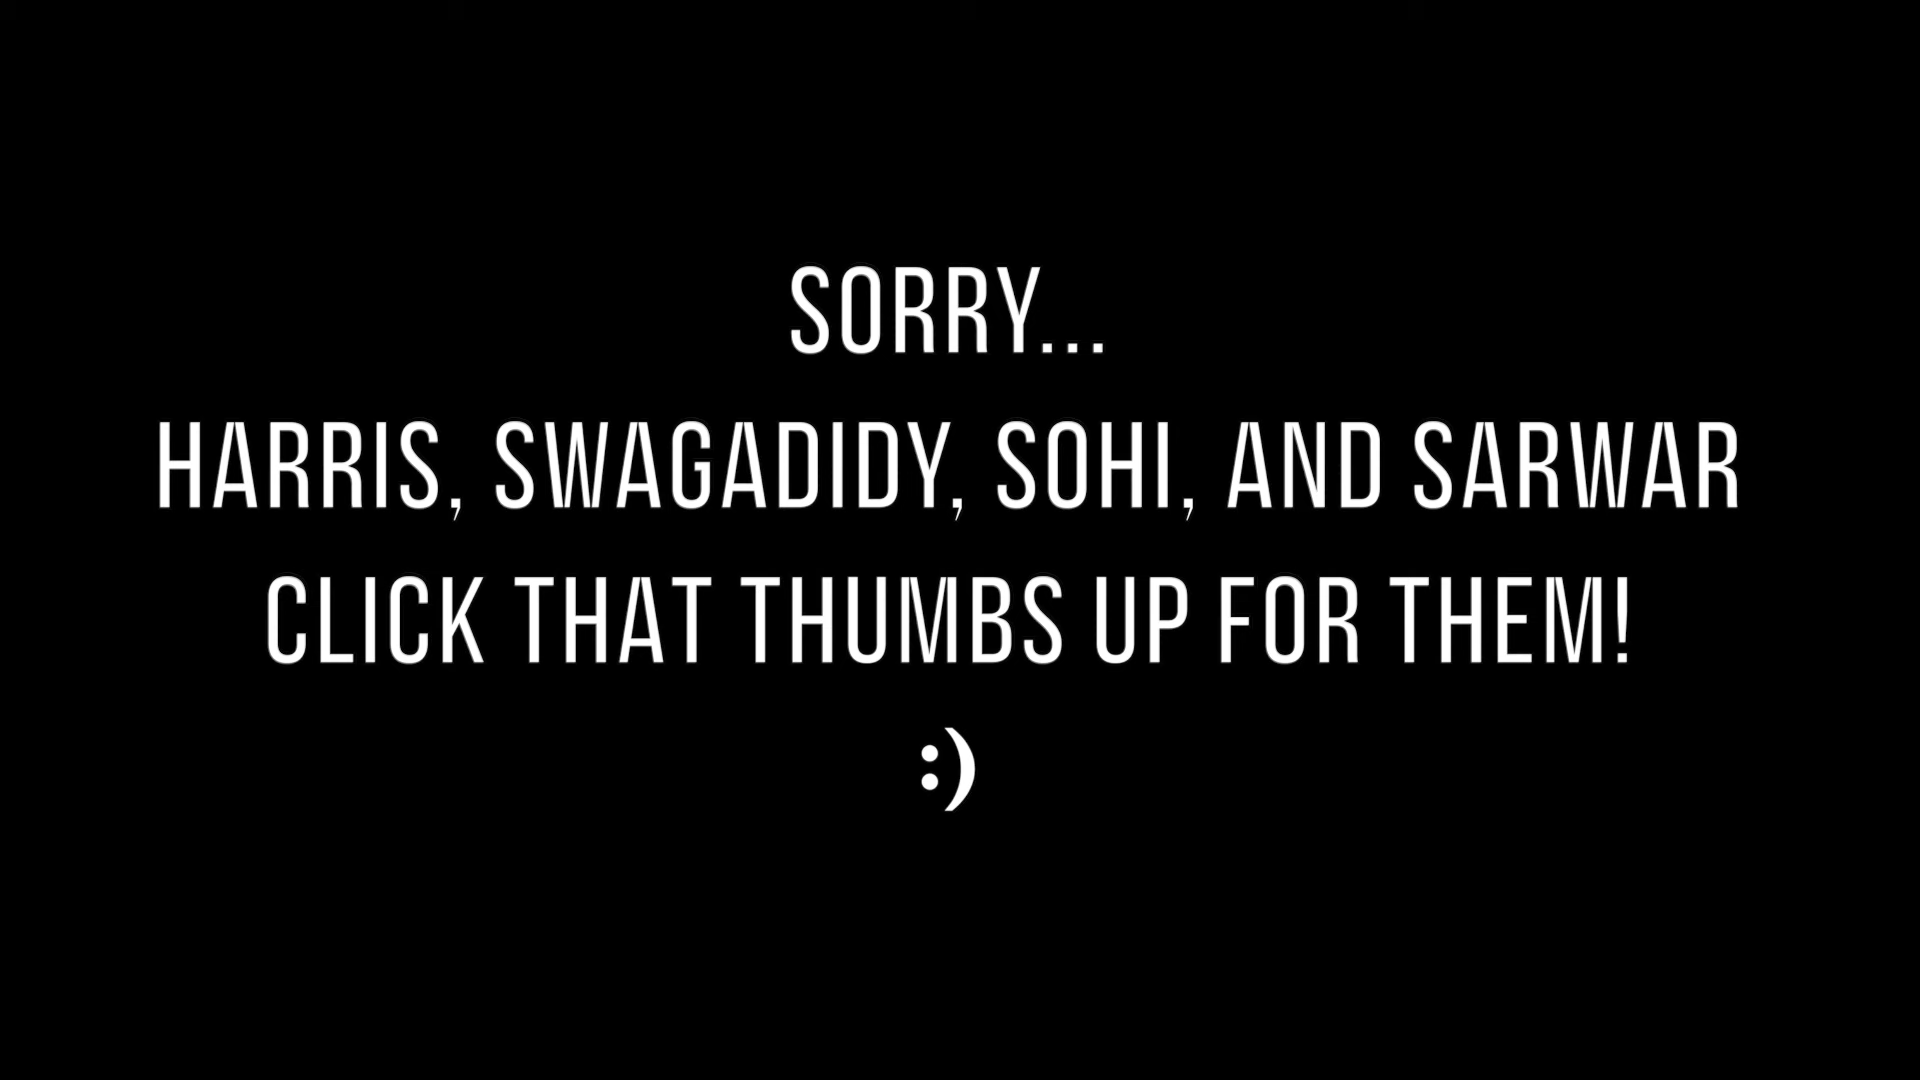 SORRY...
HARRIS, SWAGADIDY, SOHI, AND SARWAR
CLICK THAT THUMBS UP FOR THEM!
:)